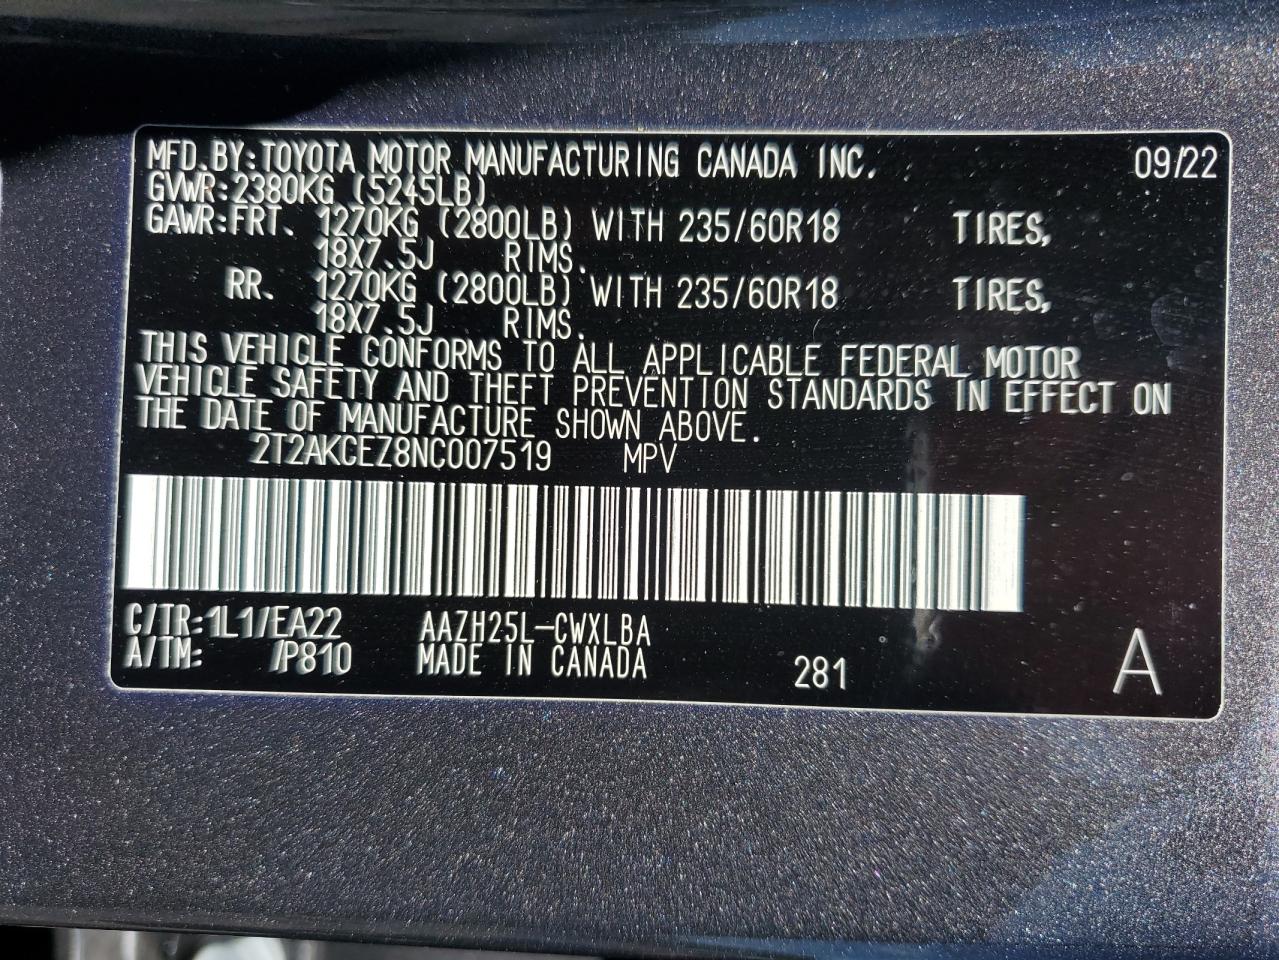 MFD.BY:TOYOTA MOTOR MANUFACTURING CANADA INC. 09/22
GVWR:2380KG (5245LB)
GAWR:FRT. 1270KG (2800LB) WITH 235/60R18 TIRES,
18X7.5J RIMS.
RR. 1270KG (2800LB) WITH 235/60R18 TIRES,
18X7.5J RIMS.
THIS VEHICLE CONFORMS TO ALL APPLICABLE FEDERAL MOTOR
VEHICLE SAFETY AND THEFT PREVENTION STANDARDS IN EFFECT ON
THE DATE OF MANUFACTURE SHOWN ABOVE.
2T2AKCEZ8NC007519 MPV
C/TR:1L1/EA22 AAZH25L-CWXLBA
A/TM: /P810 MADE IN CANADA 281 A